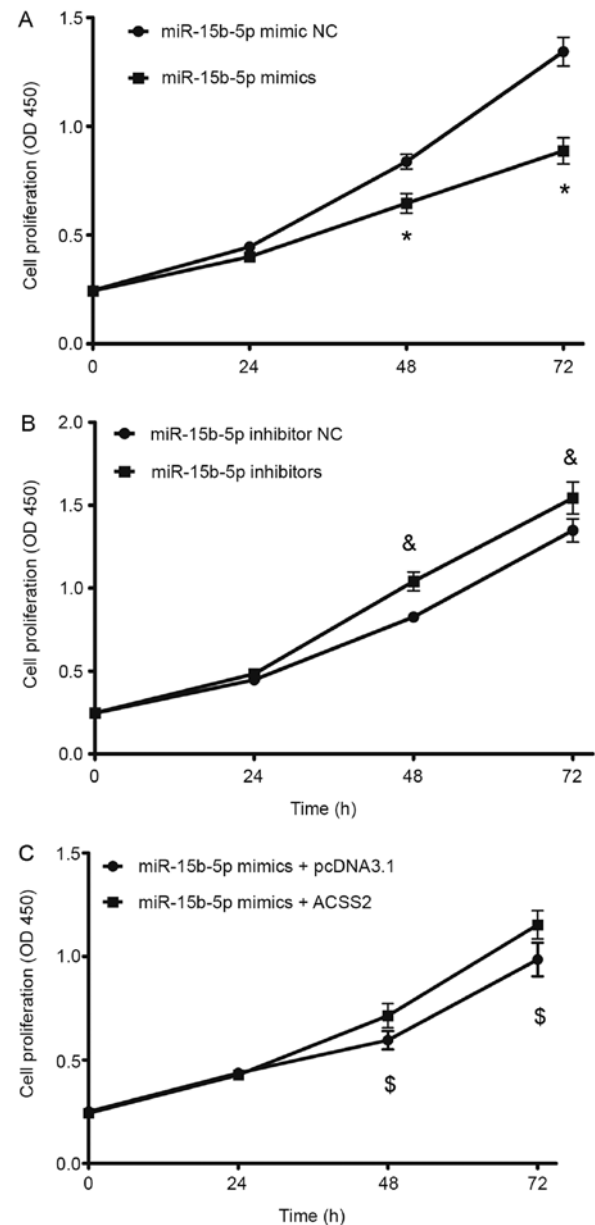 A
miR-15b-5p mimic NC
miR-15b-5p mimics
Cell proliferation (OD 450)
1.5
1.0
0.5
0.0
*
*
0 24 48 72
B
miR-15b-5p inhibitor NC
miR-15b-5p inhibitors
Cell proliferation (OD 450)
2.0
1.5
1.0
0.5
0.0
&
&
0 24 48 72
Time (h)
C
miR-15b-5p mimics + pcDNA3.1
miR-15b-5p mimics + ACSS2
Cell proliferation (OD 450)
1.5
1.0
0.5
0.0
$
$
0 24 48 72
Time (h)